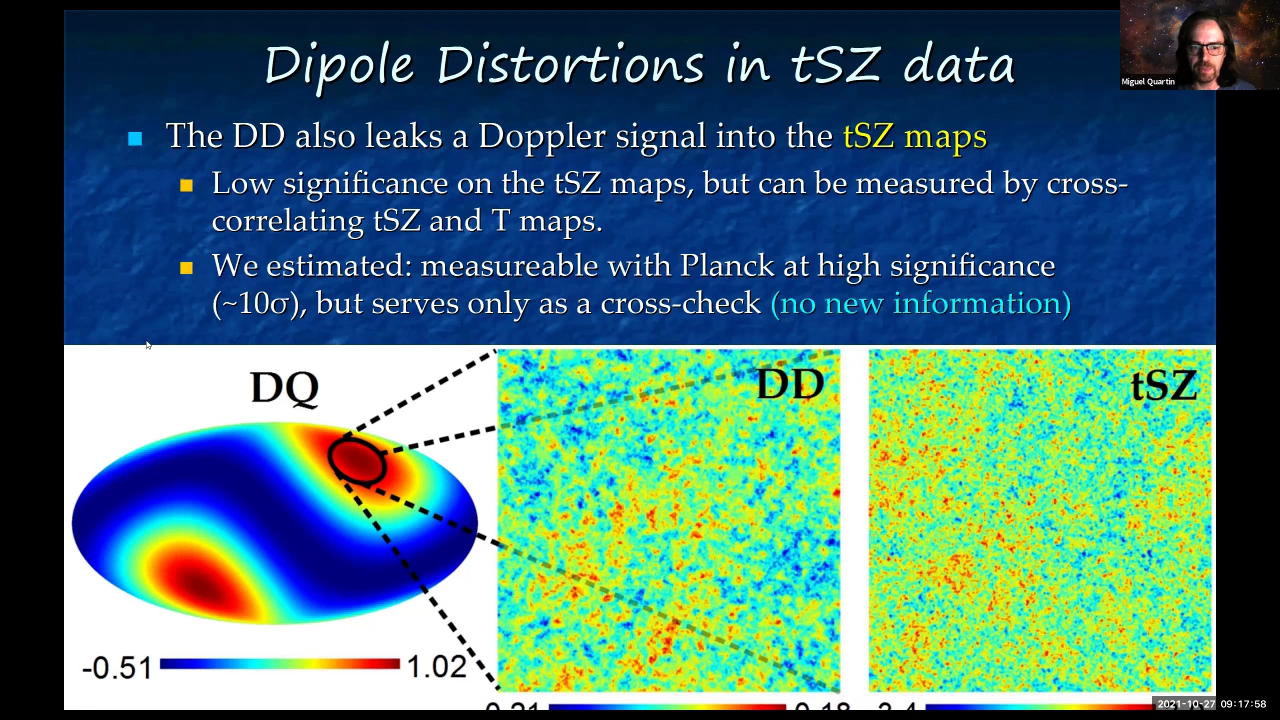 Dipole Distortions in tSZ data
Miguel Quartin
The DD also leaks a Doppler signal into the tSZ maps
Low significance on the tSZ maps, but can be measured by cross-
correlating tSZ and T maps.
We estimated: measureable with Planck at high significance
(~10σ), but serves only as a cross-check (no new information)
DQ
DD
tSZ
-0.51
1.02
2021-10-27 09:17:58